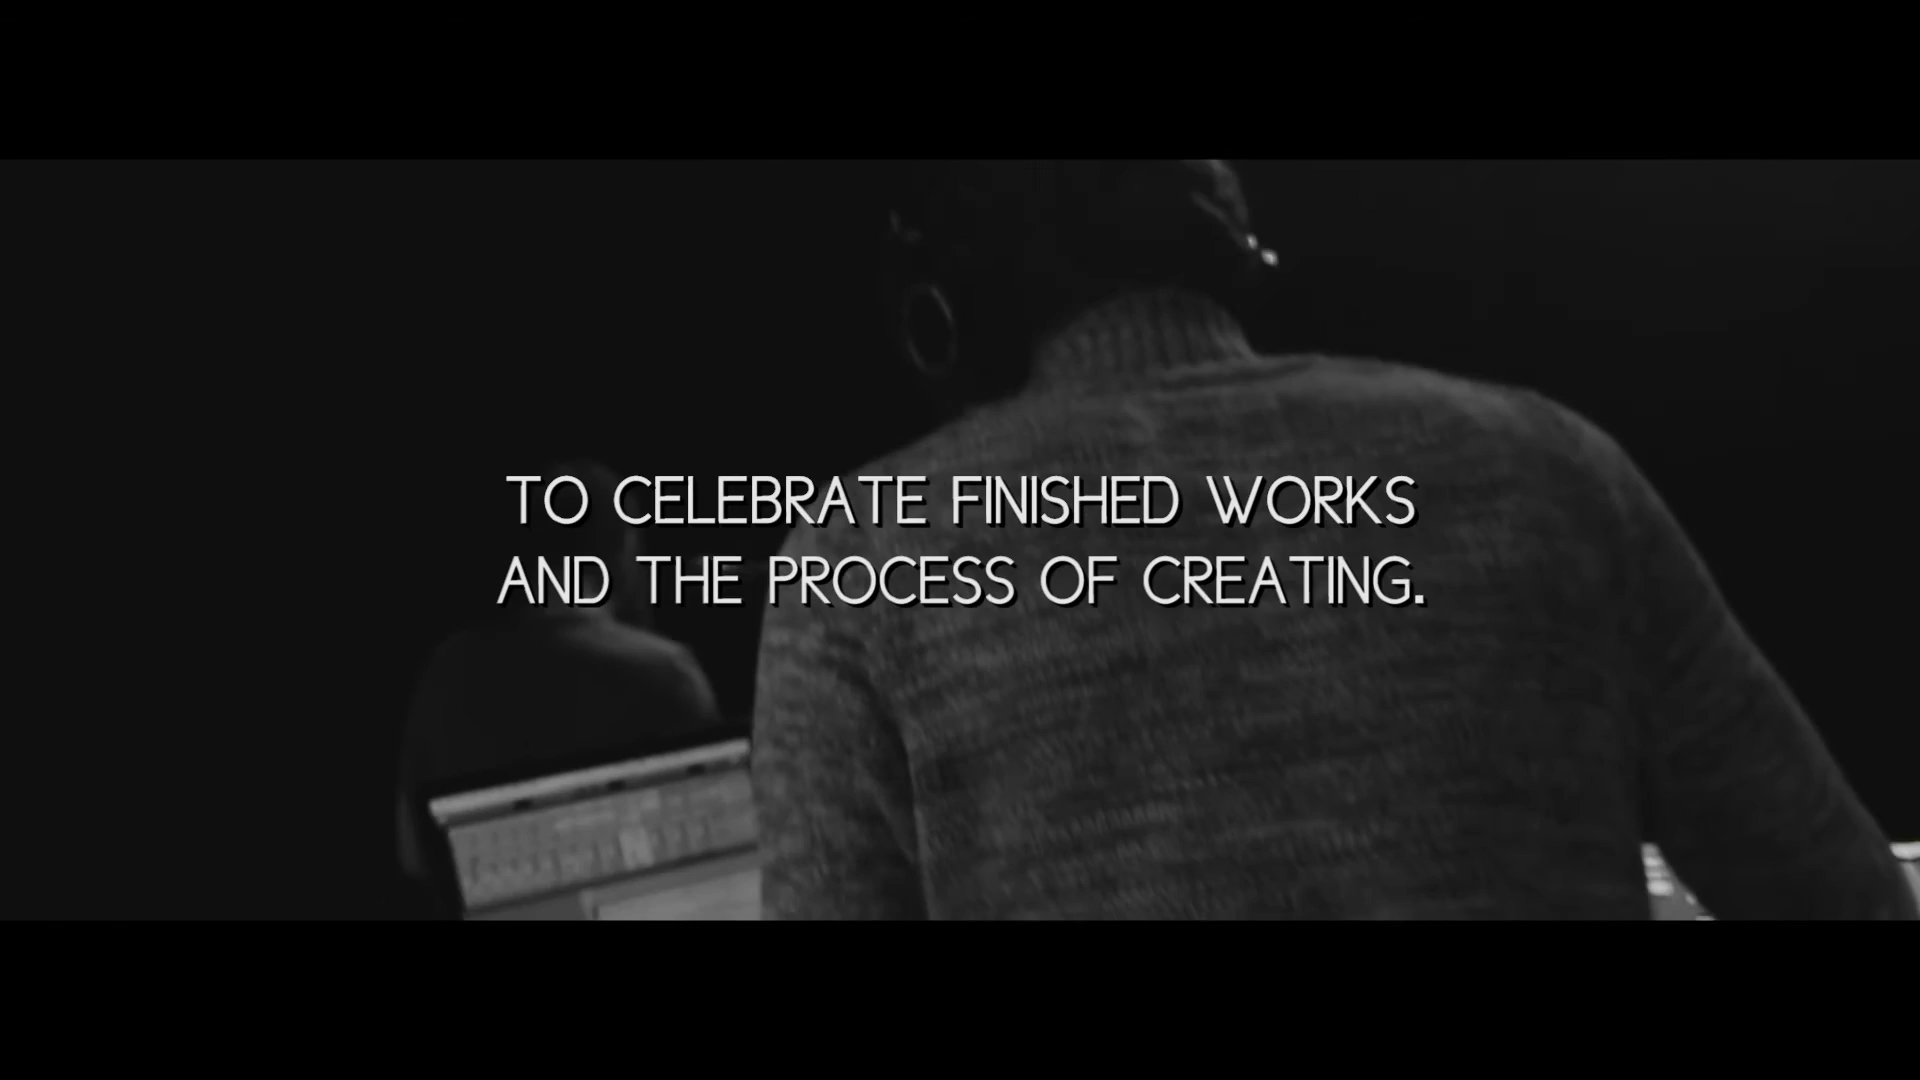 TO CELEBRATE FINISHED WORKS
AND THE PROCESS OF CREATING.